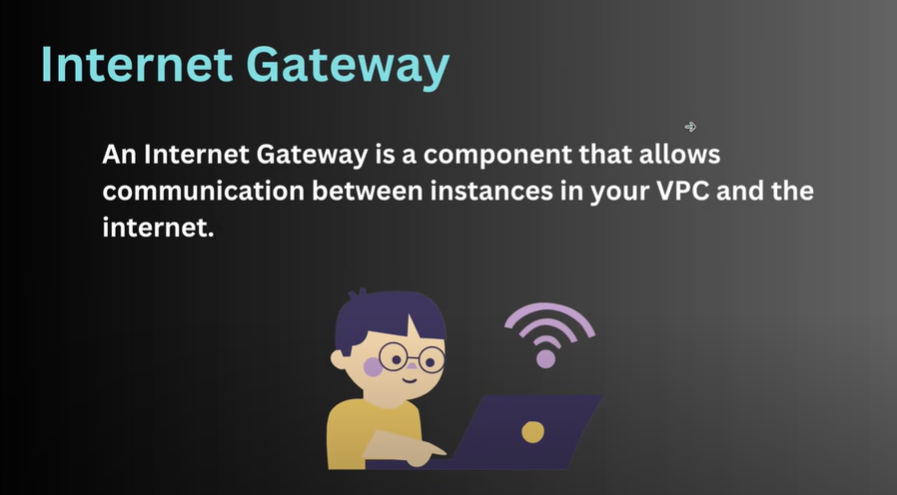 Internet Gateway
An Internet Gateway is a component that allows
communication between instances in your VPC and the
internet.